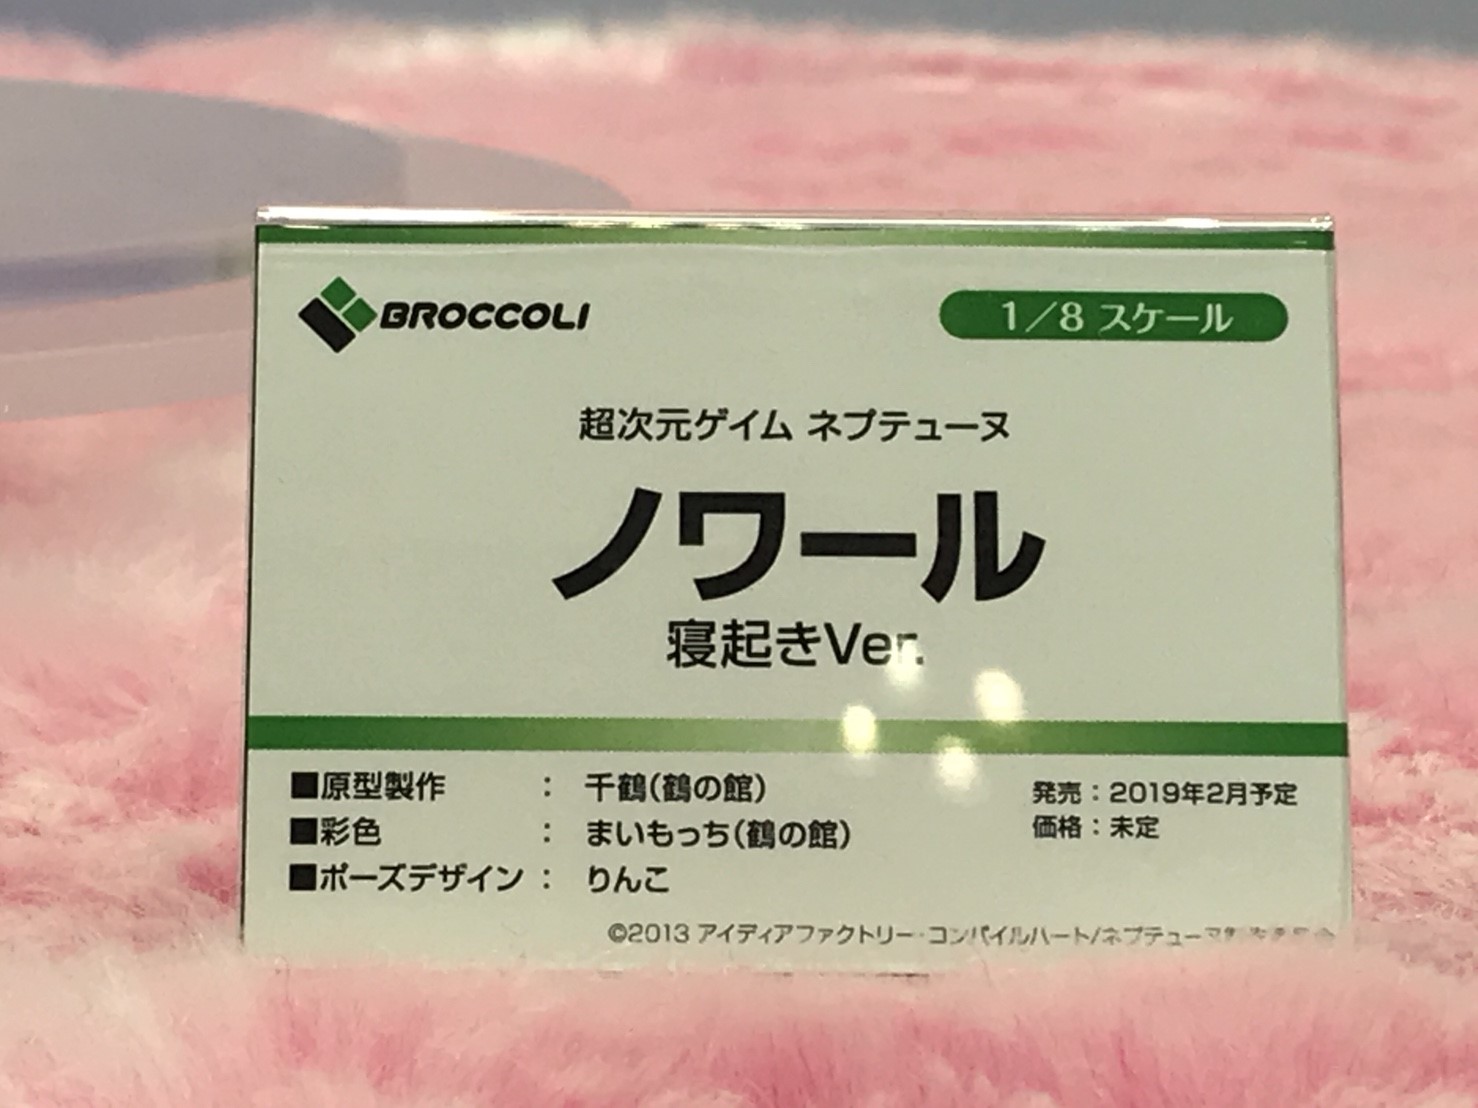 BROCCOLI
1/8 スケール
超次元ゲイム ネプテューヌ
ノワール
寝起きVer.
■原型製作 : 千鶴(鶴の館)
■彩色 : まいもっち(鶴の館)
■ポーズデザイン : りんこ
発売:2019年2月予定
価格:未定
©2013 アイディアファクトリー・コンパイルハート/ネプテューヌ